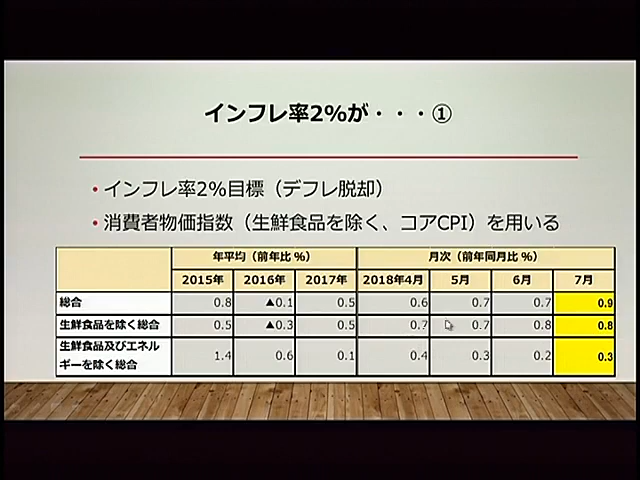 インフレ率2%が・・・①
• インフレ率2%目標（デフレ脱却）
• 消費者物価指数（生鮮食品を除く、コアCPI）を用いる
年平均（前年比 %） 月次（前年同月比 %）
2015年 2016年 2017年 2018年4月 5月 6月 7月
総合 0.8 ▲0.1 0.5 0.6 0.7 0.7 0.9
生鮮食品を除く総合 0.5 ▲0.3 0.5 0.7 0.7 0.8 0.8
生鮮食品及びエネル
ギーを除く総合 1.4 0.6 0.1 0.4 0.3 0.2 0.3